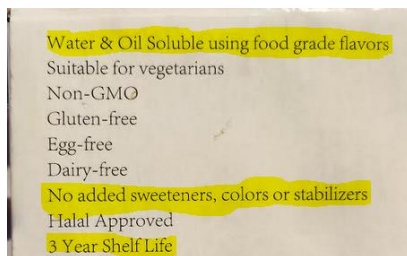 Water & Oil Soluble using food grade flavors
Suitable for vegetarians
Non-GMO
Gluten-free
Egg-free
Dairy-free
No added sweeteners, colors or stabilizers
Halal Approved
3 Year Shelf Life